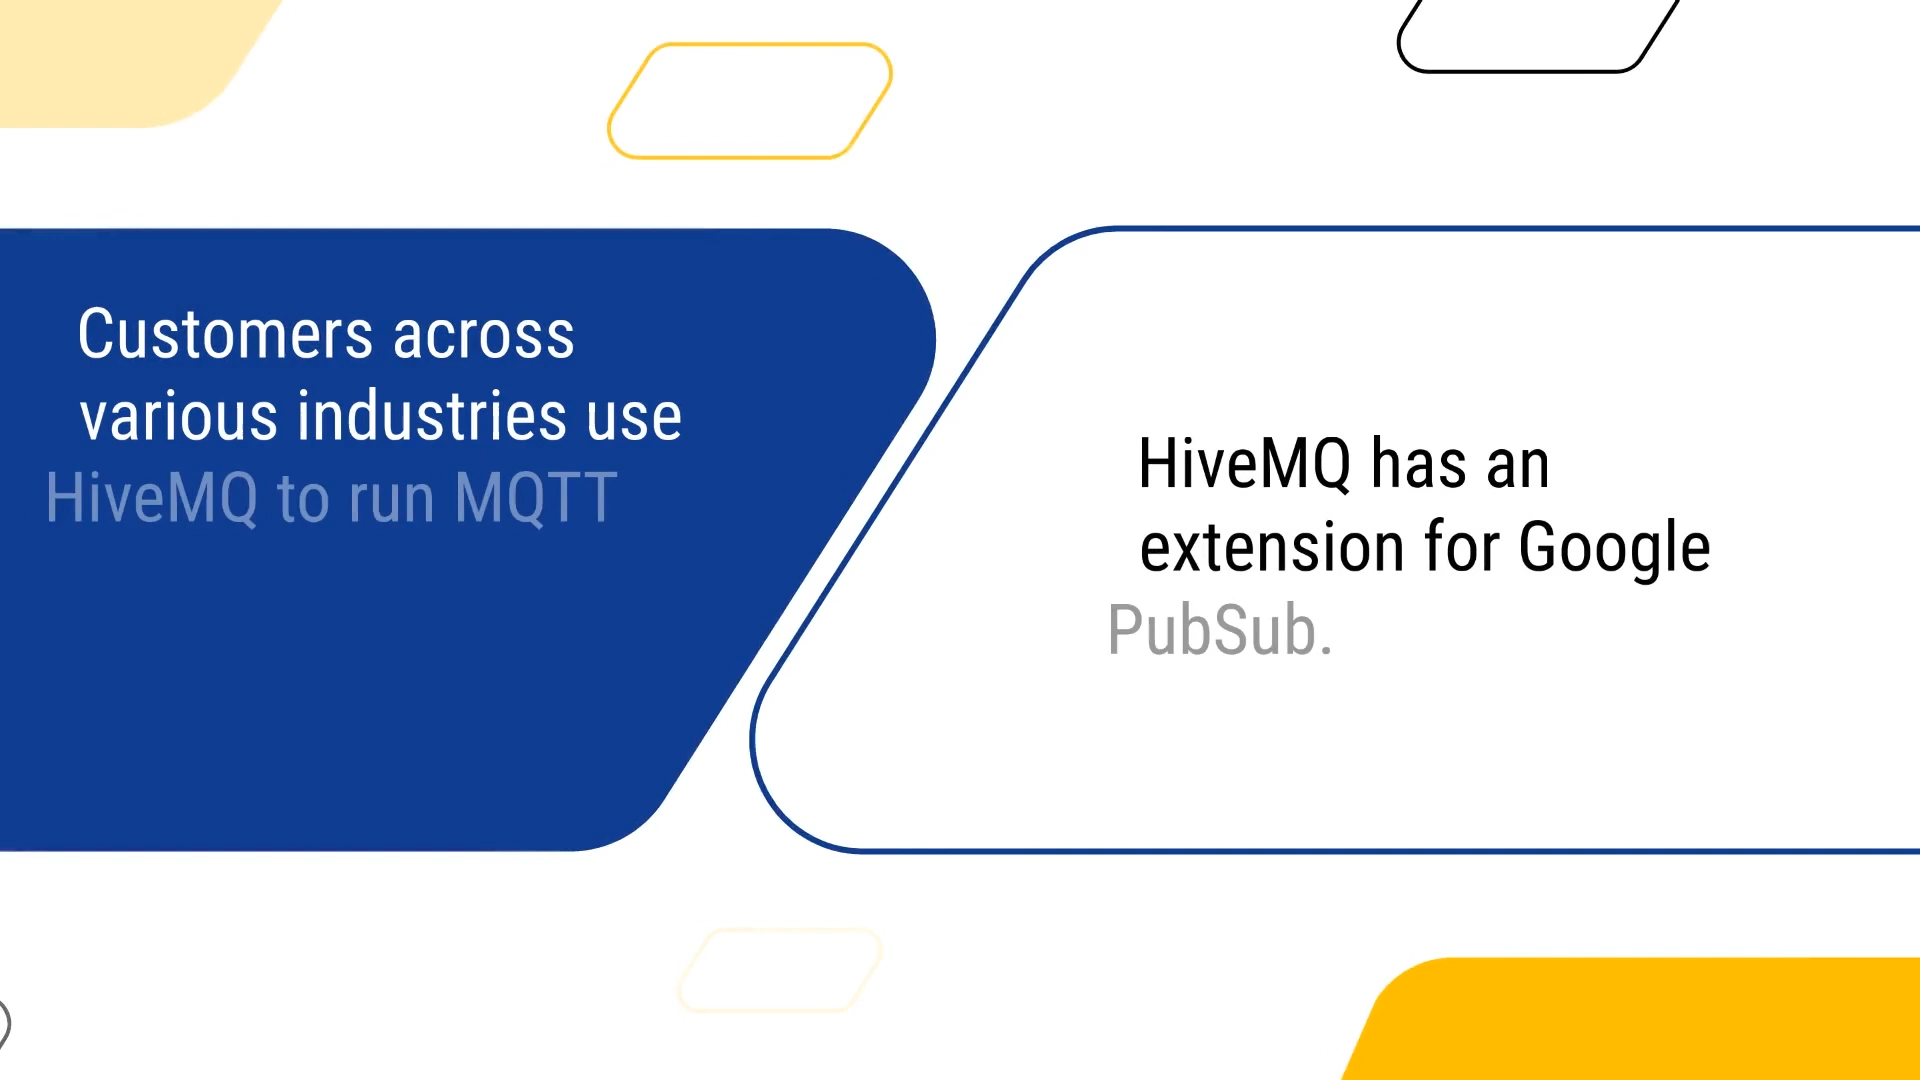 Customers across
various industries use
HiveMQ to run MQTT
HiveMQ has an
extension for Google
PubSub.